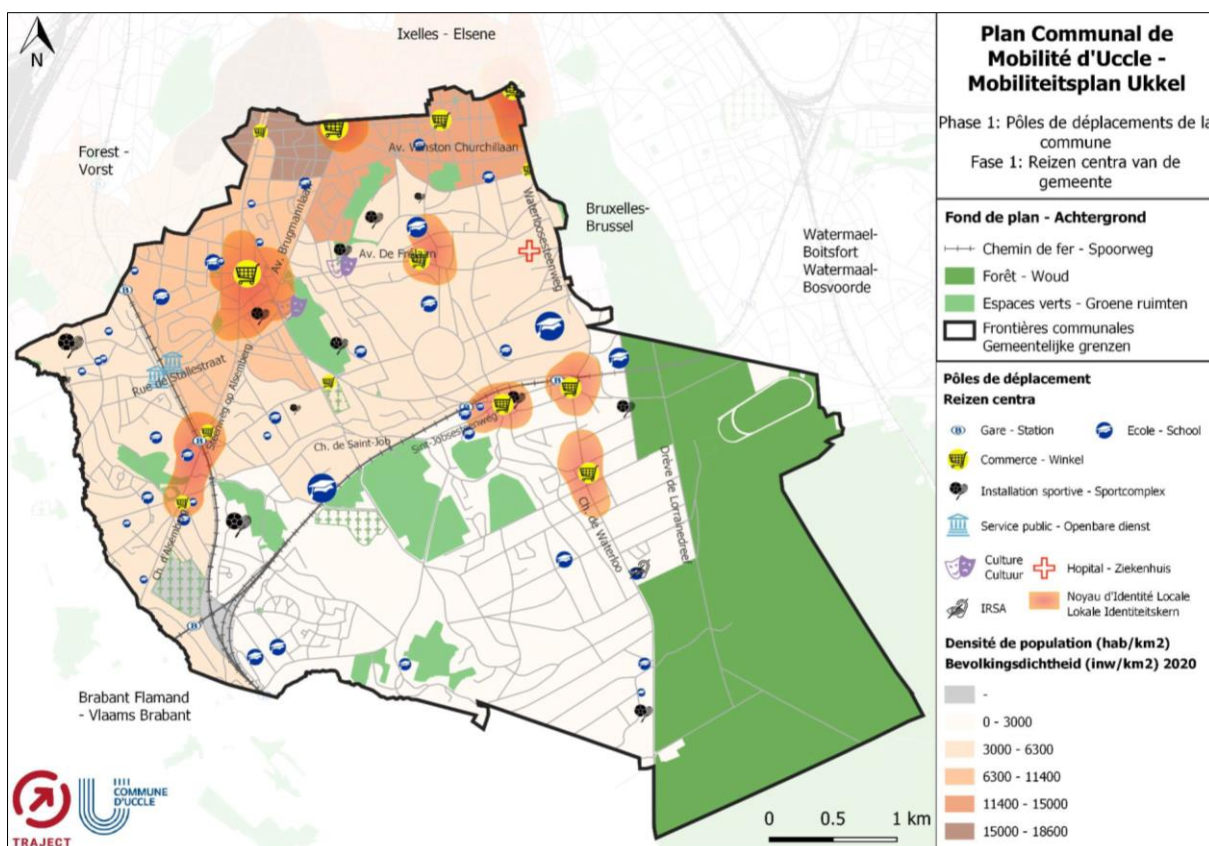 N
Ixelles - Elsene
Forest -
Vorst
Av. Winston Churchillaan
Av. Brugmannlaan
Waterloosesteenweg
Bruxelles-
Brussel
Watermael-
Boitsfort
Watermaal-
Bosvoorde
Av. De Frélaan
Rue de Stallestraat
Steenweg op Alsemberg
Ch. de Saint-Job
Sint-Jobsesteenweg
Drève de Lorrainedreef
Ch. de Waterloo
Ch. d'Alsemberg
Brabant Flamand
- Vlaams Brabant
TRAJECT
COMMUNE
D'UCCLE
0 0.5 1 km
Plan Communal de
Mobilité d'Uccle -
Mobiliteitsplan Ukkel
Phase 1: Pôles de déplacements de la
commune
Fase 1: Reizen centra van de
gemeente
Fond de plan - Achtergrond
Chemin de fer - Spoorweg
Forêt - Woud
Espaces verts - Groene ruimten
Frontières communales
Gemeentelijke grenzen
Pôles de déplacement
Reizen centra
B Gare - Station
Ecole - School
Commerce - Winkel
Installation sportive - Sportcomplex
Service public - Openbare dienst
Culture
Cultuur
Hopital - Ziekenhuis
IRSA
Noyau d'Identité Locale
Lokale Identiteitskern
Densité de population (hab/km2)
Bevolkingsdichtheid (inw/km2) 2020
-
0 - 3000
3000 - 6300
6300 - 11400
11400 - 15000
15000 - 18600